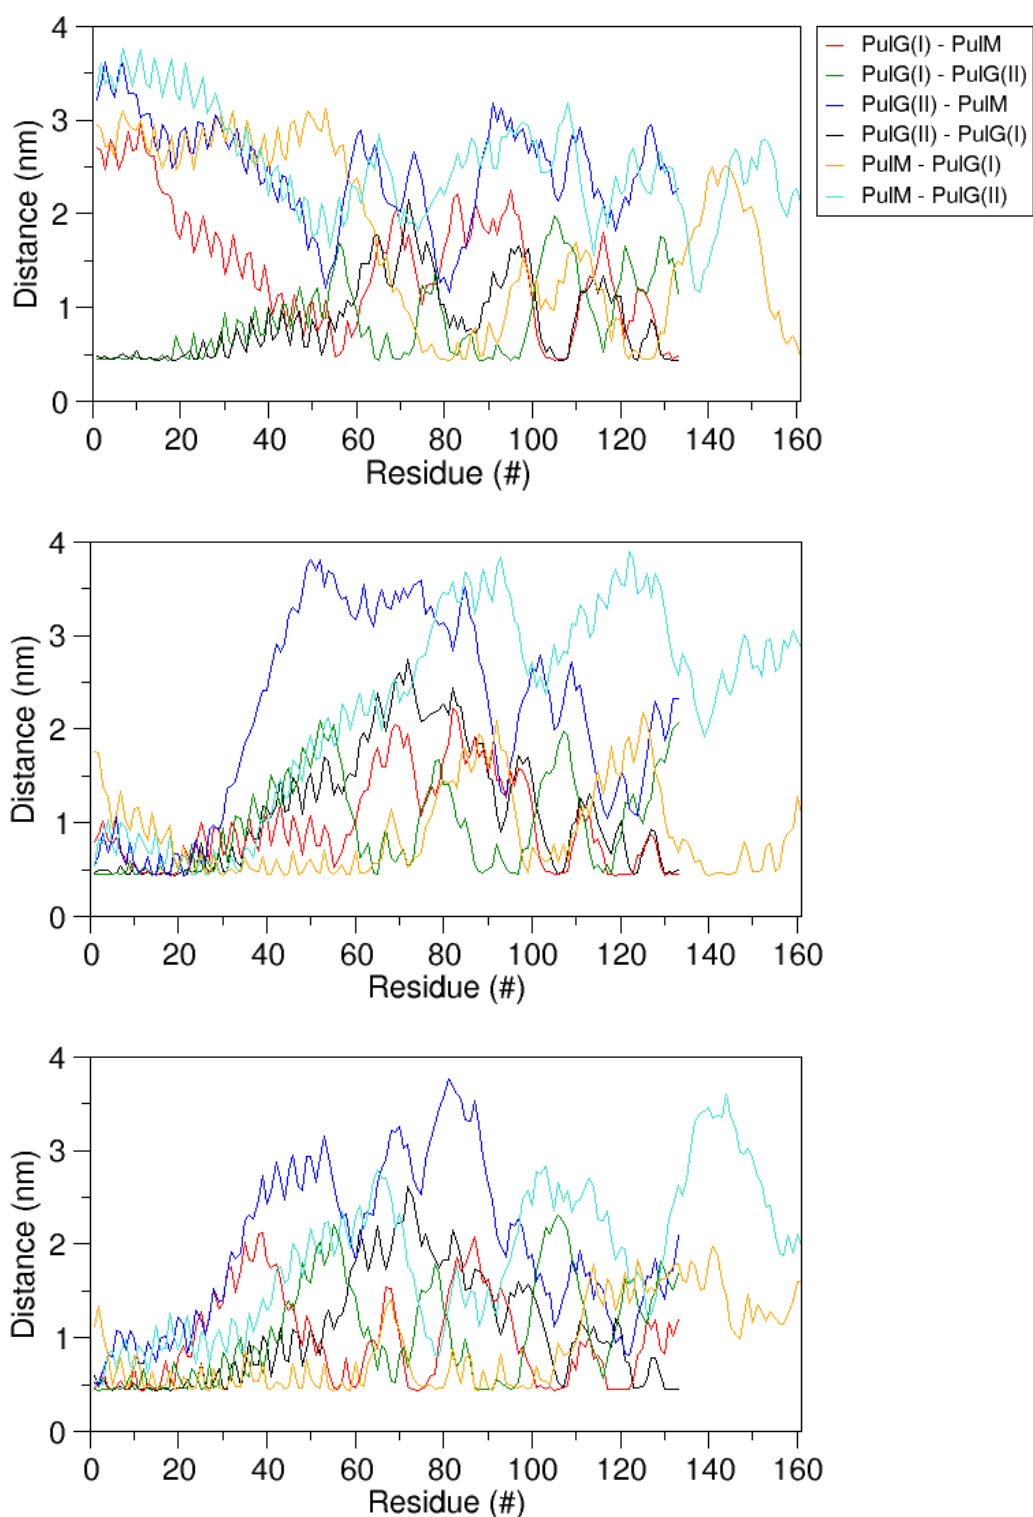 4
3
2
1
0
Distance (nm)
0 20 40 60 80 100 120 140 160
Residue (#)
PulG(I) - PulM
PulG(I) - PulG(II)
PulG(II) - PulM
PulG(II) - PulG(I)
PulM - PulG(I)
PulM - PulG(II)
4
3
2
1
0
Distance (nm)
0 20 40 60 80 100 120 140 160
Residue (#)
4
3
2
1
0
Distance (nm)
0 20 40 60 80 100 120 140 160
Residue (#)